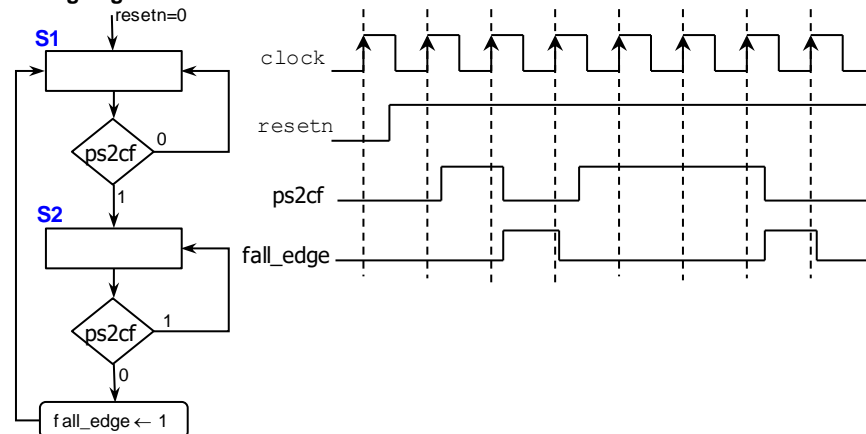 resetn=0
S1
ps2cf
0
1
S2
ps2cf
1
0
fall_edge ← 1
clock
resetn
ps2cf
fall_edge